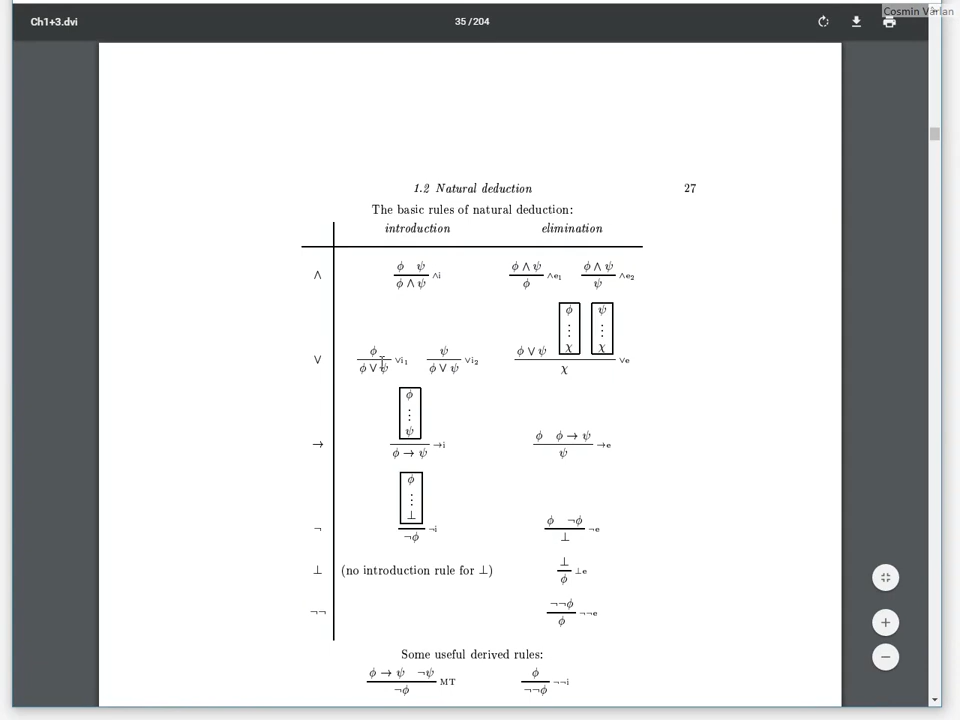 Cosmin Vârlan
Ch1+3.dvi
35 / 204
1.2 Natural deduction 27
The basic rules of natural deduction:
introduction elimination
∧
ϕ ψ
ϕ ∧ ψ
∧i
ϕ ∧ ψ
ϕ
∧e₁
ϕ ∧ ψ
ψ
∧e₂
∨
ϕ
ϕ ∨ ψ
∨i₁
ψ
ϕ ∨ ψ
∨i₂
ϕ ∨ ψ
ϕ
⋮
χ
ψ
⋮
χ
χ
∨e
→
ϕ
⋮
ψ
ϕ → ψ
→i
ϕ ϕ → ψ
ψ
→e
¬
ϕ
⋮
⊥
¬ϕ
¬i
ϕ ¬ϕ
⊥
¬e
⊥ (no introduction rule for ⊥)
⊥
ϕ
⊥e
¬¬
¬¬ϕ
ϕ
¬¬e
Some useful derived rules:
ϕ → ψ ¬ψ
¬ϕ
MT
ϕ
¬¬ϕ
¬¬i